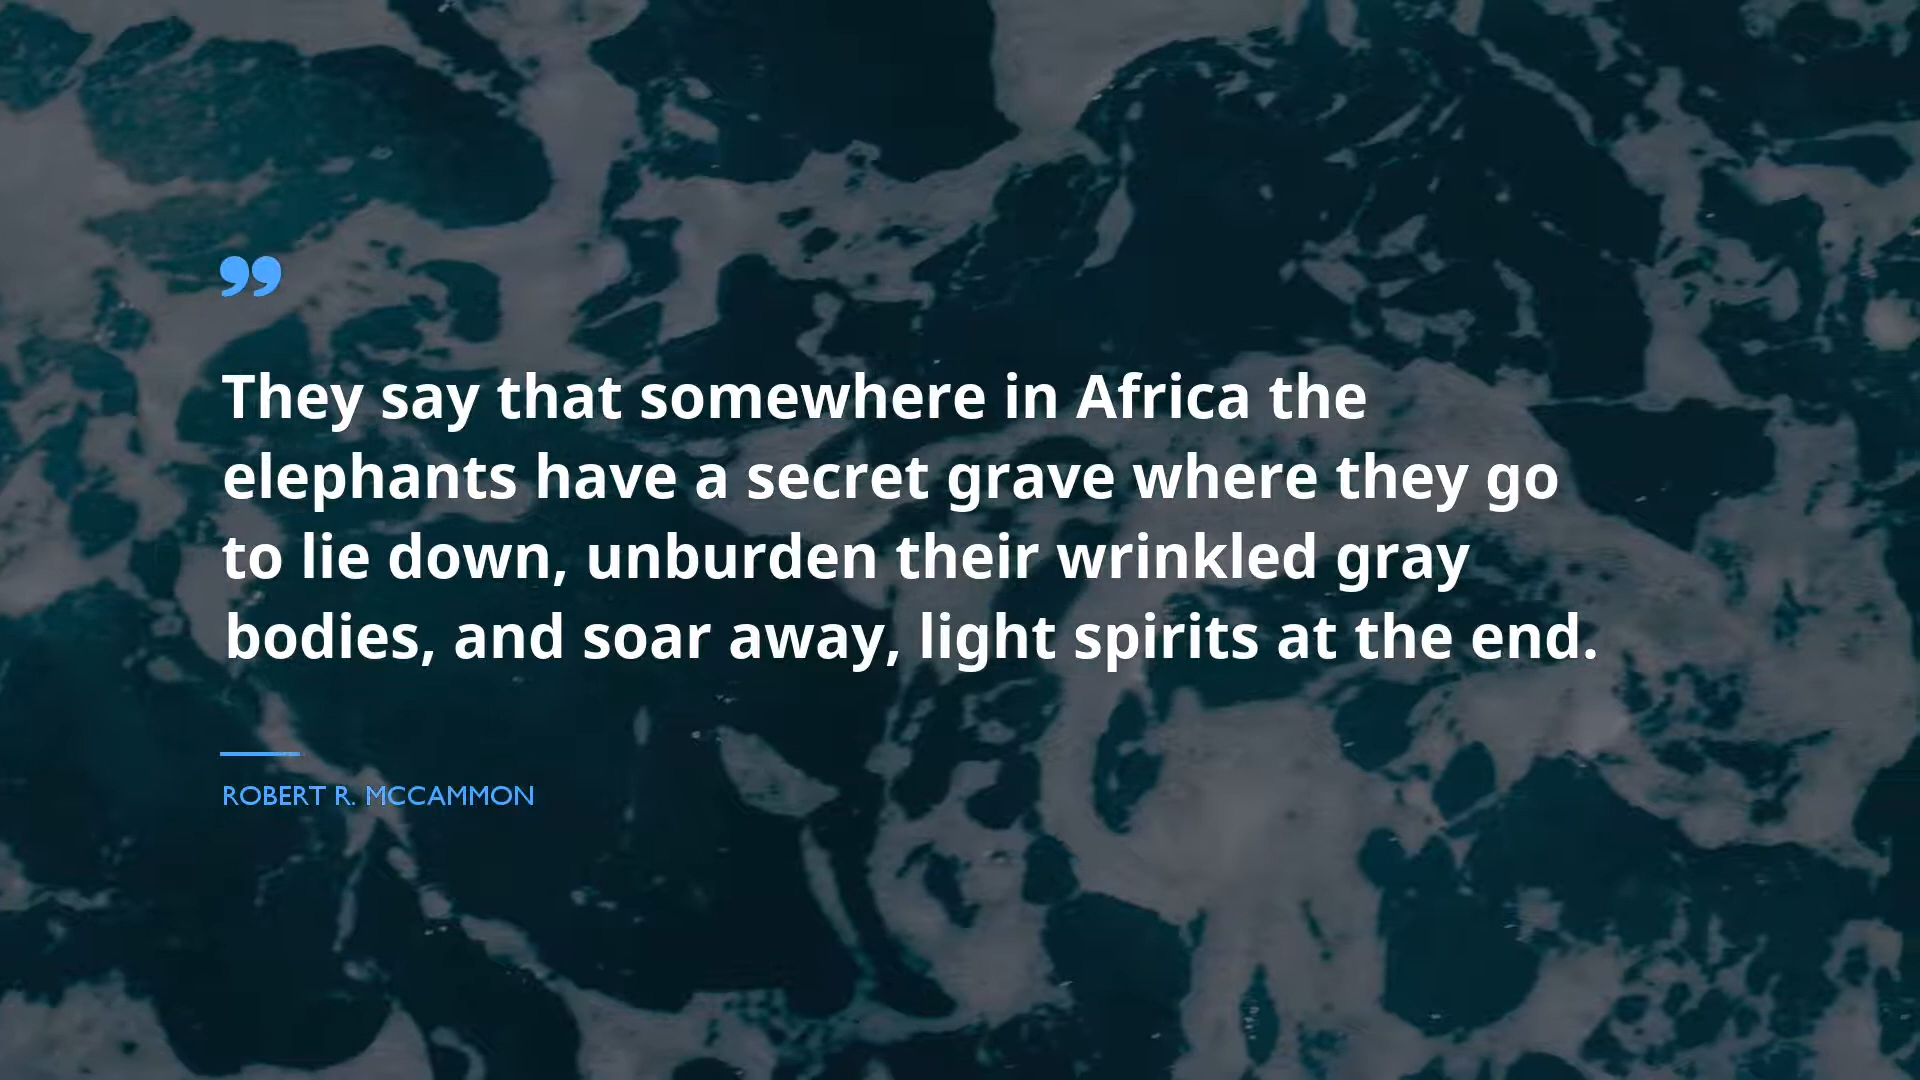 ”
They say that somewhere in Africa the
elephants have a secret grave where they go
to lie down, unburden their wrinkled gray
bodies, and soar away, light spirits at the end.
ROBERT R. MCCAMMON